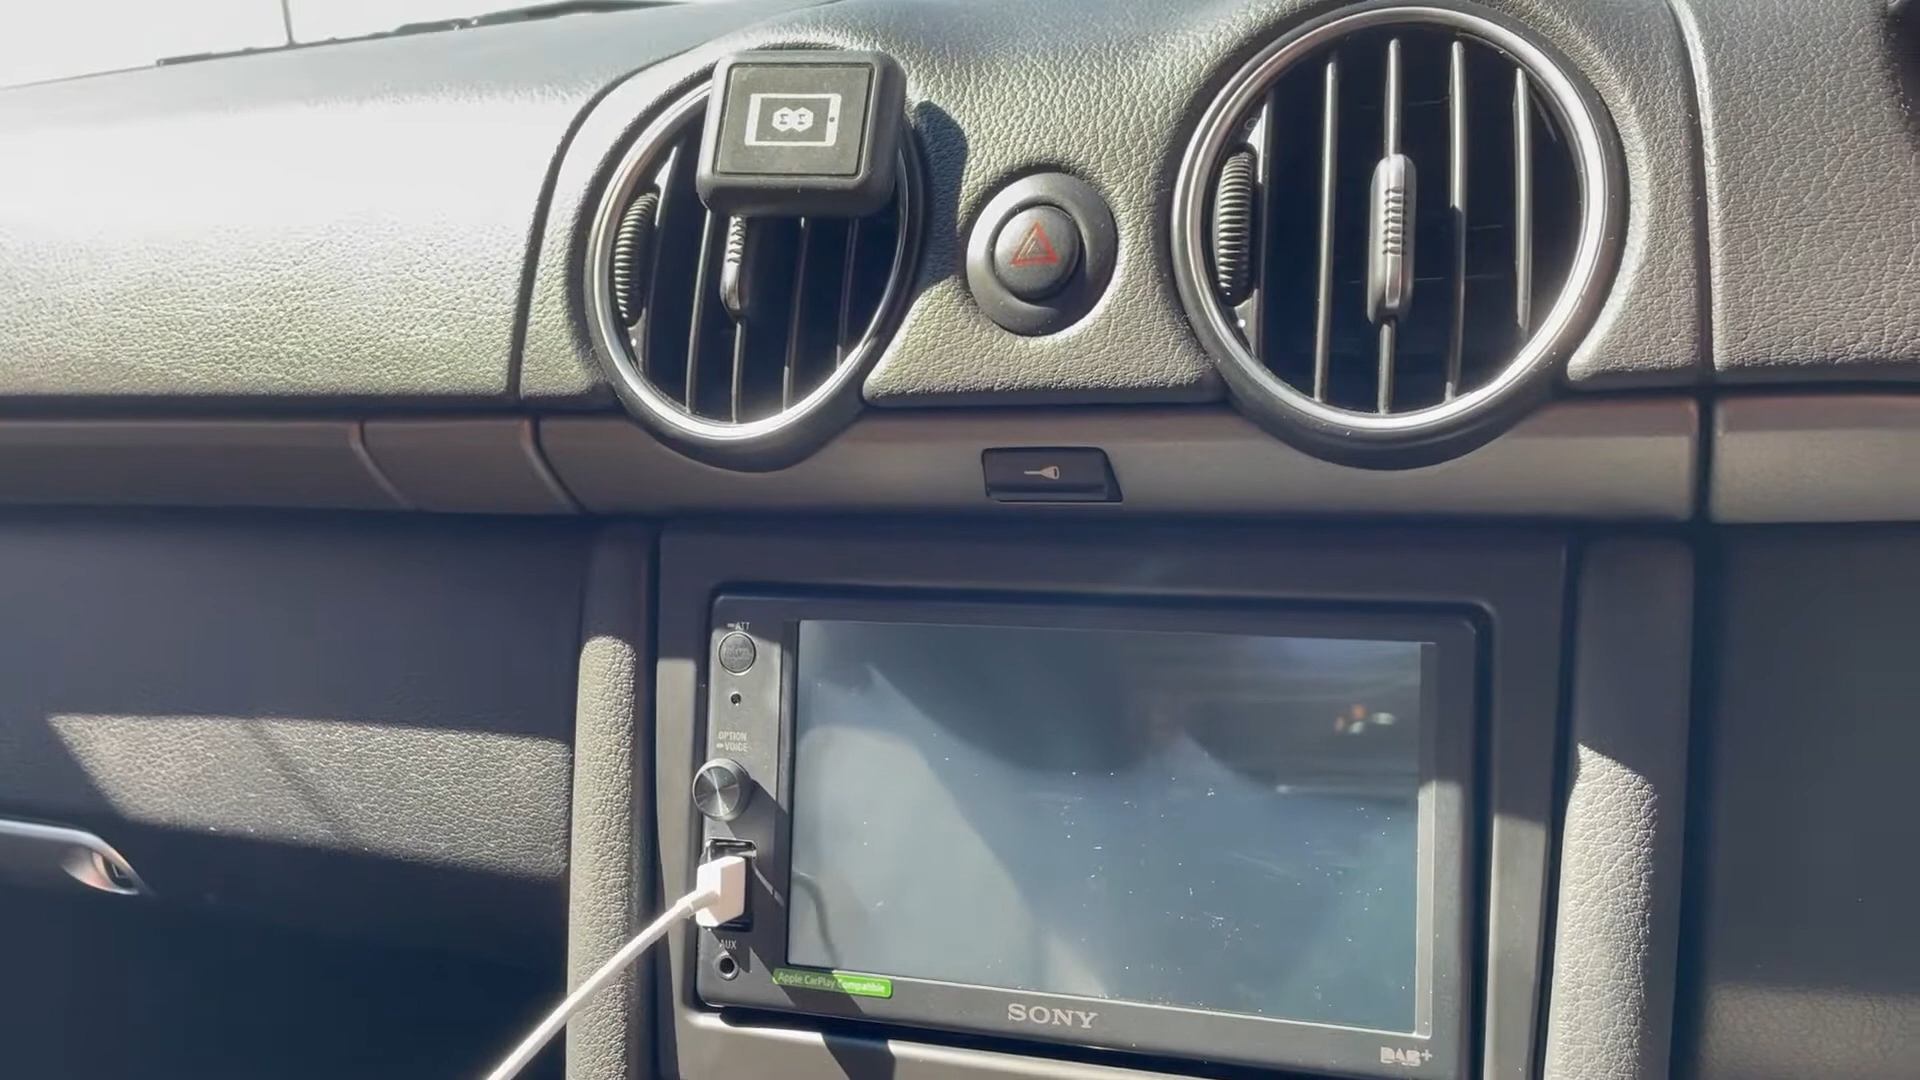 ATT
OPTION
VOICE
AUX
Apple CarPlay Compatible
SONY
DAB+